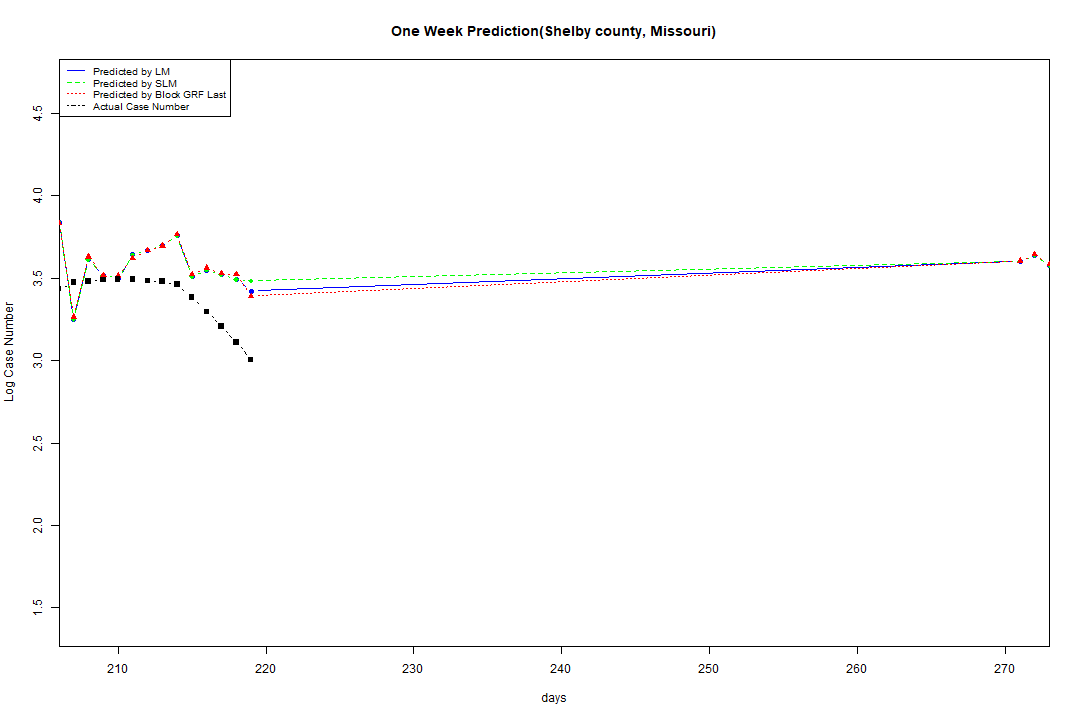 One Week Prediction(Shelby county, Missouri)
Predicted by LM
Predicted by SLM
Predicted by Block GRF Last
Actual Case Number
4.5
4.0
3.5
3.0
2.5
2.0
1.5
Log Case Number
210 220 230 240 250 260 270
days